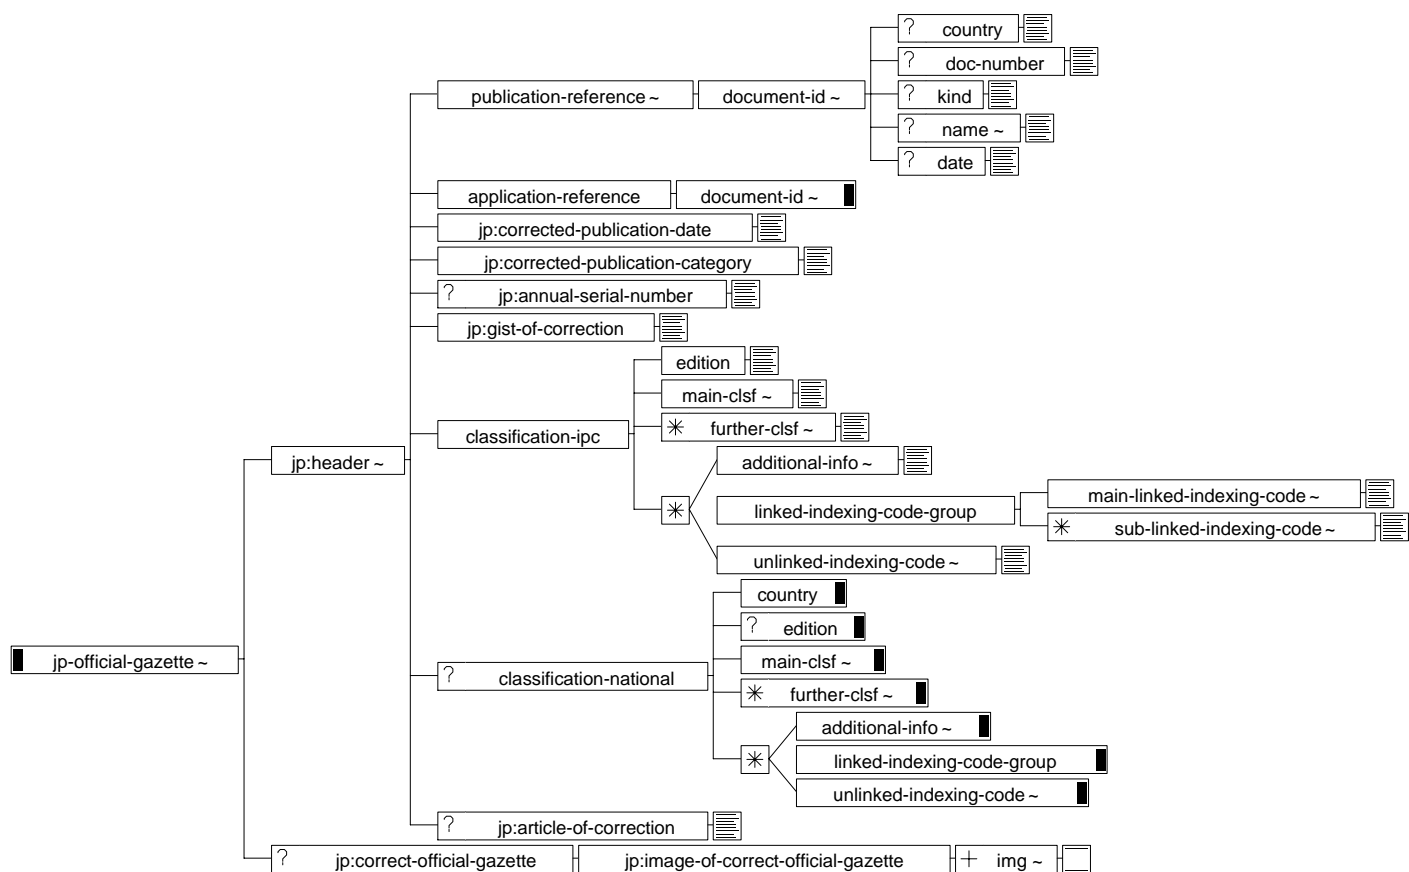 ? country
? doc-number
publication-reference ~ document-id ~ ? kind
? name ~
? date
application-reference document-id ~
jp:corrected-publication-date
jp:corrected-publication-category
? jp:annual-serial-number
jp:gist-of-correction
edition
main-clsf ~
classification-ipc * further-clsf ~
jp:header ~ additional-info ~
main-linked-indexing-code ~
* linked-indexing-code-group
* sub-linked-indexing-code ~
unlinked-indexing-code ~
country
? edition
jp-official-gazette ~ main-clsf ~
? classification-national
* further-clsf ~
additional-info ~
* linked-indexing-code-group
unlinked-indexing-code ~
? jp:article-of-correction
? jp:correct-official-gazette jp:image-of-correct-official-gazette + img ~